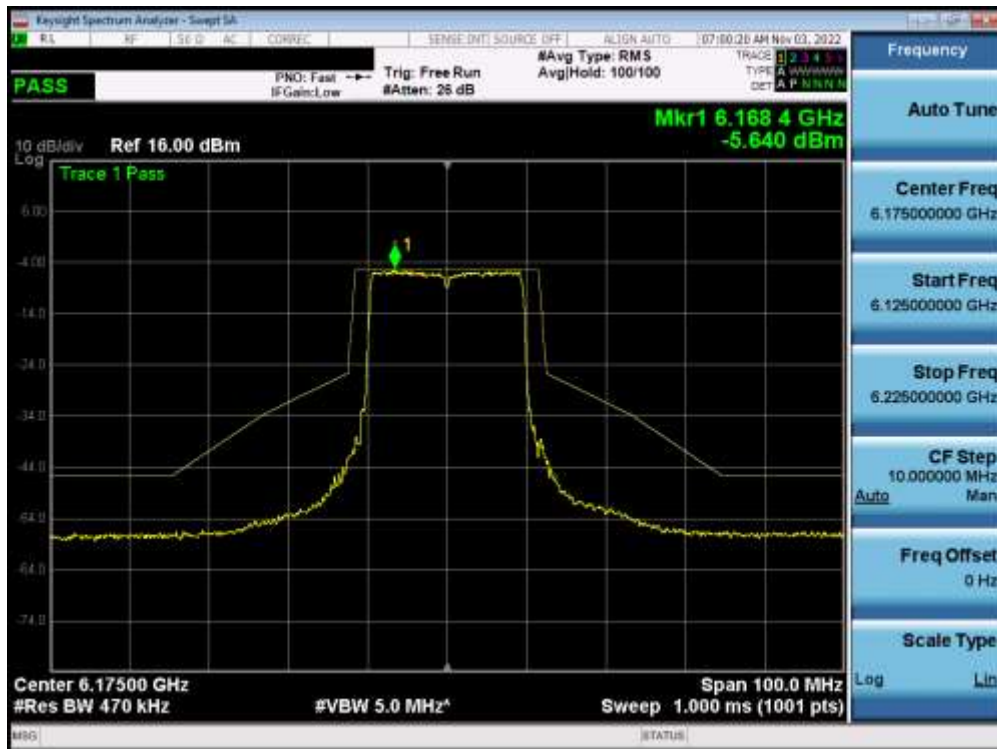 Keysight Spectrum Analyzer - Swept SA
RL RF 50 Ω AC CORREC SENSE:INT SOURCE OFF ALIGN AUTO 07:00:20 AM Nov 03, 2022
PASS
PNO: Fast
IFGain:Low
Trig: Free Run
#Atten: 26 dB
#Avg Type: RMS
Avg|Hold: 100/100
TRACE 1 2 3 4 5 6
TYPE A WWWWW
DET A P N N N N
Mkr1 6.168 4 GHz
-5.640 dBm
10 dB/div Ref 16.00 dBm
Log
Trace 1 Pass
1
6.00
-4.00
-14.0
-24.0
-34.0
-44.0
-54.0
-64.0
-74.0
Center 6.17500 GHz
Span 100.0 MHz
#Res BW 470 kHz
#VBW 5.0 MHz*
Sweep 1.000 ms (1001 pts)
MSG
STATUS
Frequency
Auto Tune
Center Freq
6.175000000 GHz
Start Freq
6.125000000 GHz
Stop Freq
6.225000000 GHz
CF Step
10.000000 MHz
Auto Man
Freq Offset
0 Hz
Scale Type
Log Lin